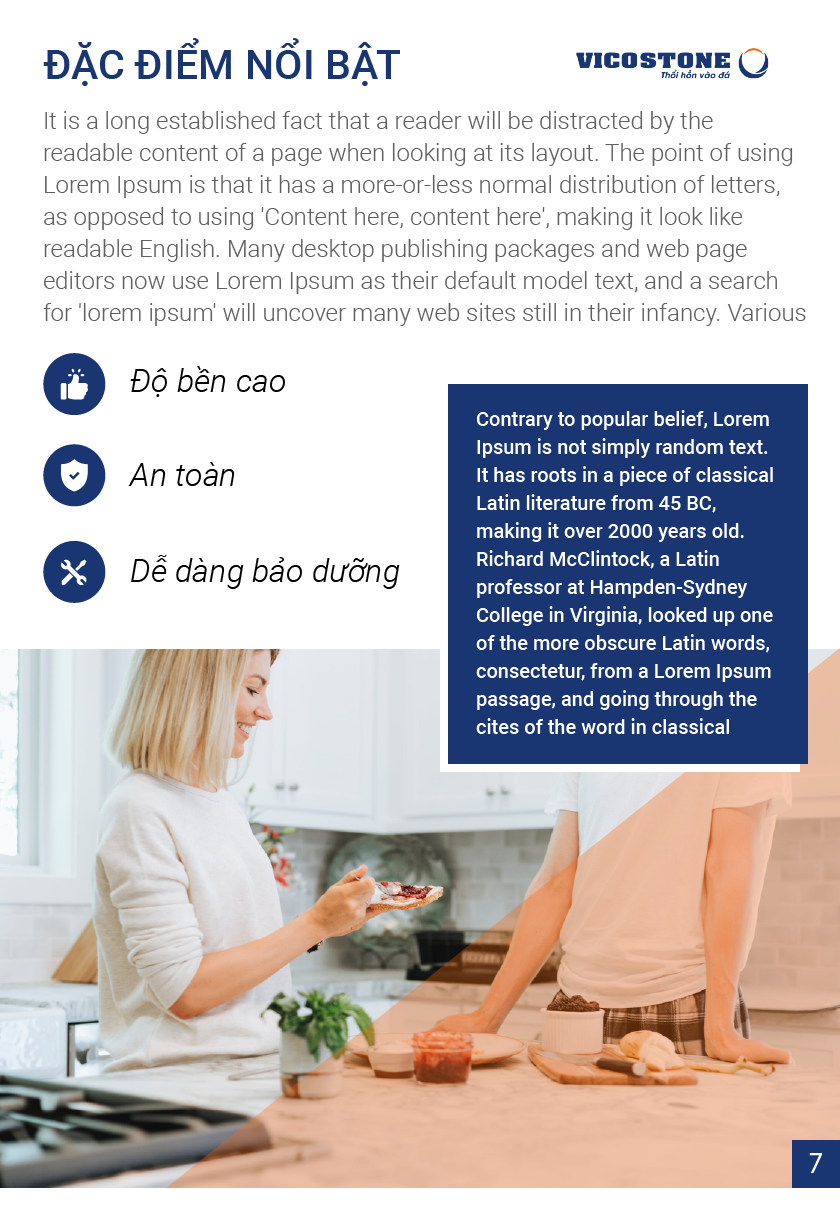 ĐẶC ĐIỂM NỔI BẬT
VICOSTONE
Thổi hồn vào đá
It is a long established fact that a reader will be distracted by the
readable content of a page when looking at its layout. The point of using
Lorem Ipsum is that it has a more-or-less normal distribution of letters,
as opposed to using 'Content here, content here', making it look like
readable English. Many desktop publishing packages and web page
editors now use Lorem Ipsum as their default model text, and a search
for 'lorem ipsum' will uncover many web sites still in their infancy. Various
Độ bền cao
An toàn
Dễ dàng bảo dưỡng
Contrary to popular belief, Lorem
Ipsum is not simply random text.
It has roots in a piece of classical
Latin literature from 45 BC,
making it over 2000 years old.
Richard McClintock, a Latin
professor at Hampden-Sydney
College in Virginia, looked up one
of the more obscure Latin words,
consectetur, from a Lorem Ipsum
passage, and going through the
cites of the word in classical
7